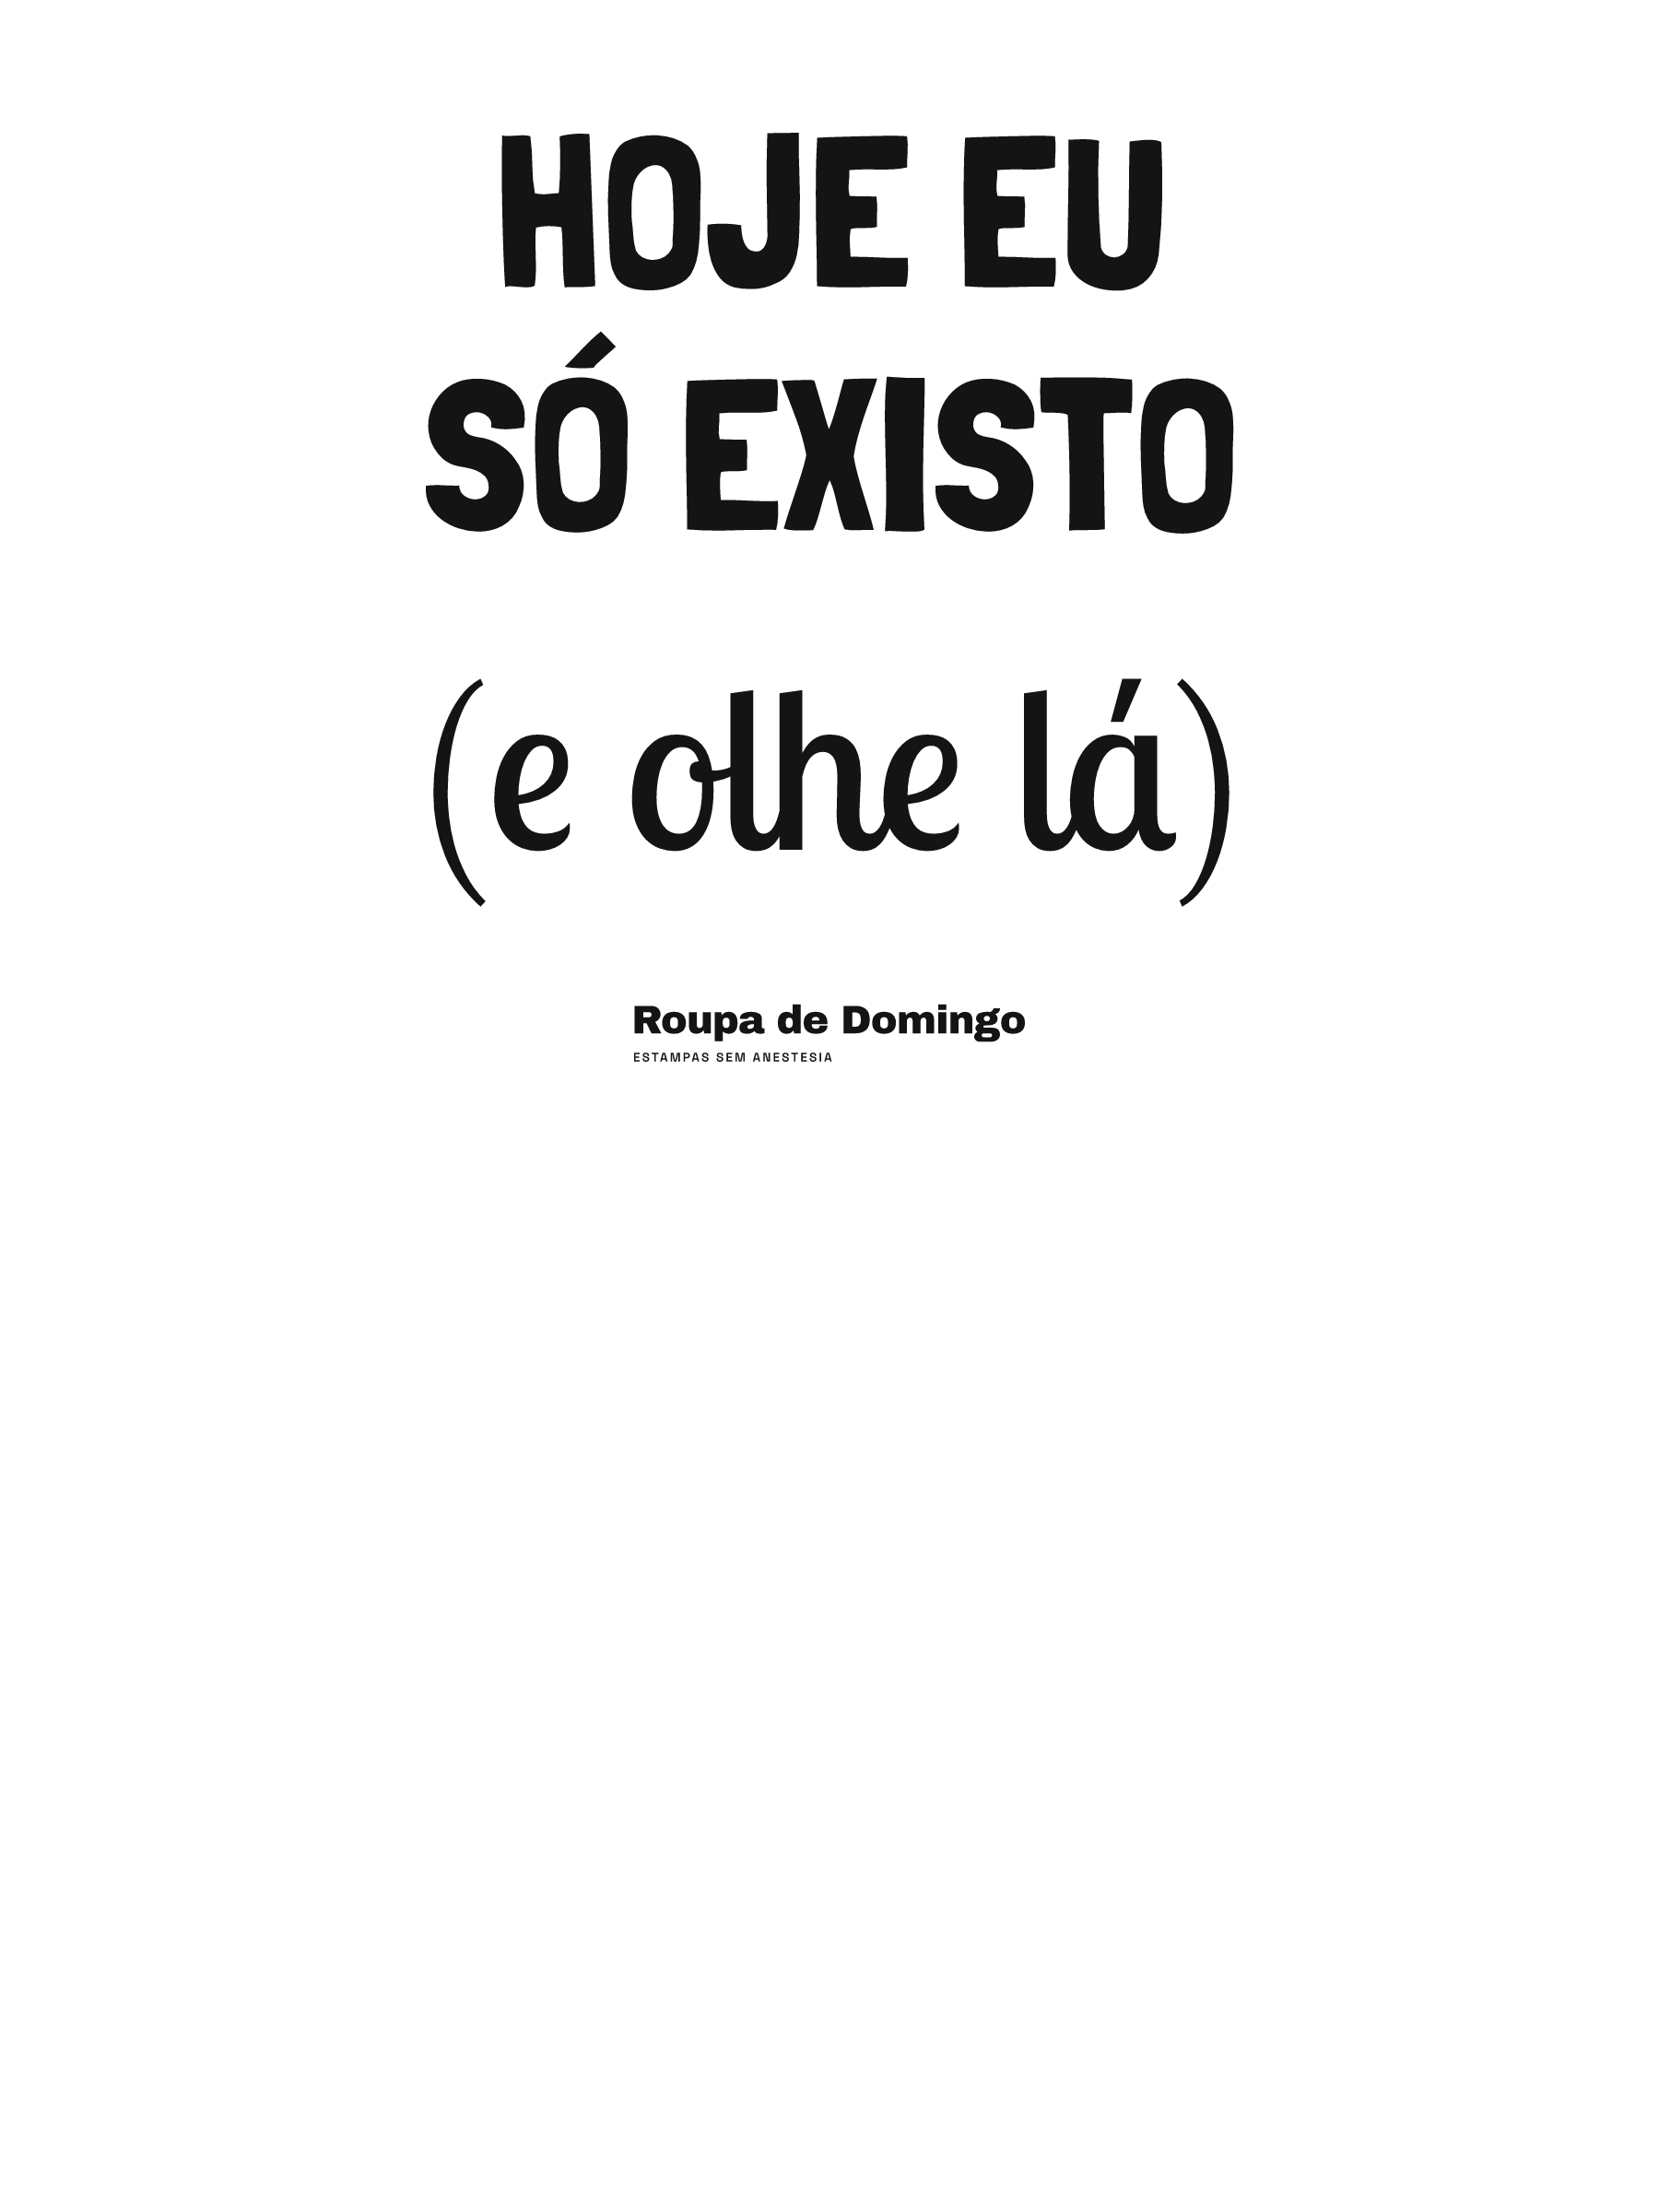 HOJE EU
SÓ EXISTO
(e olhe lá)
Roupa de Domingo
ESTAMPAS SEM ANESTESIA